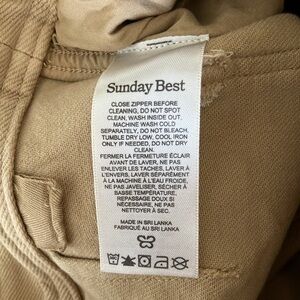 Sunday Best
CLOSE ZIPPER BEFORE
CLEANING, DO NOT SPOT
CLEAN, WASH INSIDE OUT,
MACHINE WASH COLD
SEPARATELY, DO NOT BLEACH,
TUMBLE DRY LOW, COOL IRON
ONLY IF NEEDED, DO NOT DRY
CLEAN.
FERMER LA FERMETURE ÉCLAIR
AVANT DE LAVER, NE PAS
ENLEVER LES TACHES, LAVER À
L'ENVERS, LAVER SÉPARÉMENT
À LA MACHINE À L'EAU FROIDE,
NE PAS JAVELISER, SÉCHER À
BASSE TEMPÉRATURE,
REPASSAGE DOUX SI
NÉCESSAIRE, NE PAS
NETTOYER À SEC.
MADE IN SRI LANKA
FABRIQUÉ AU SRI LANKA